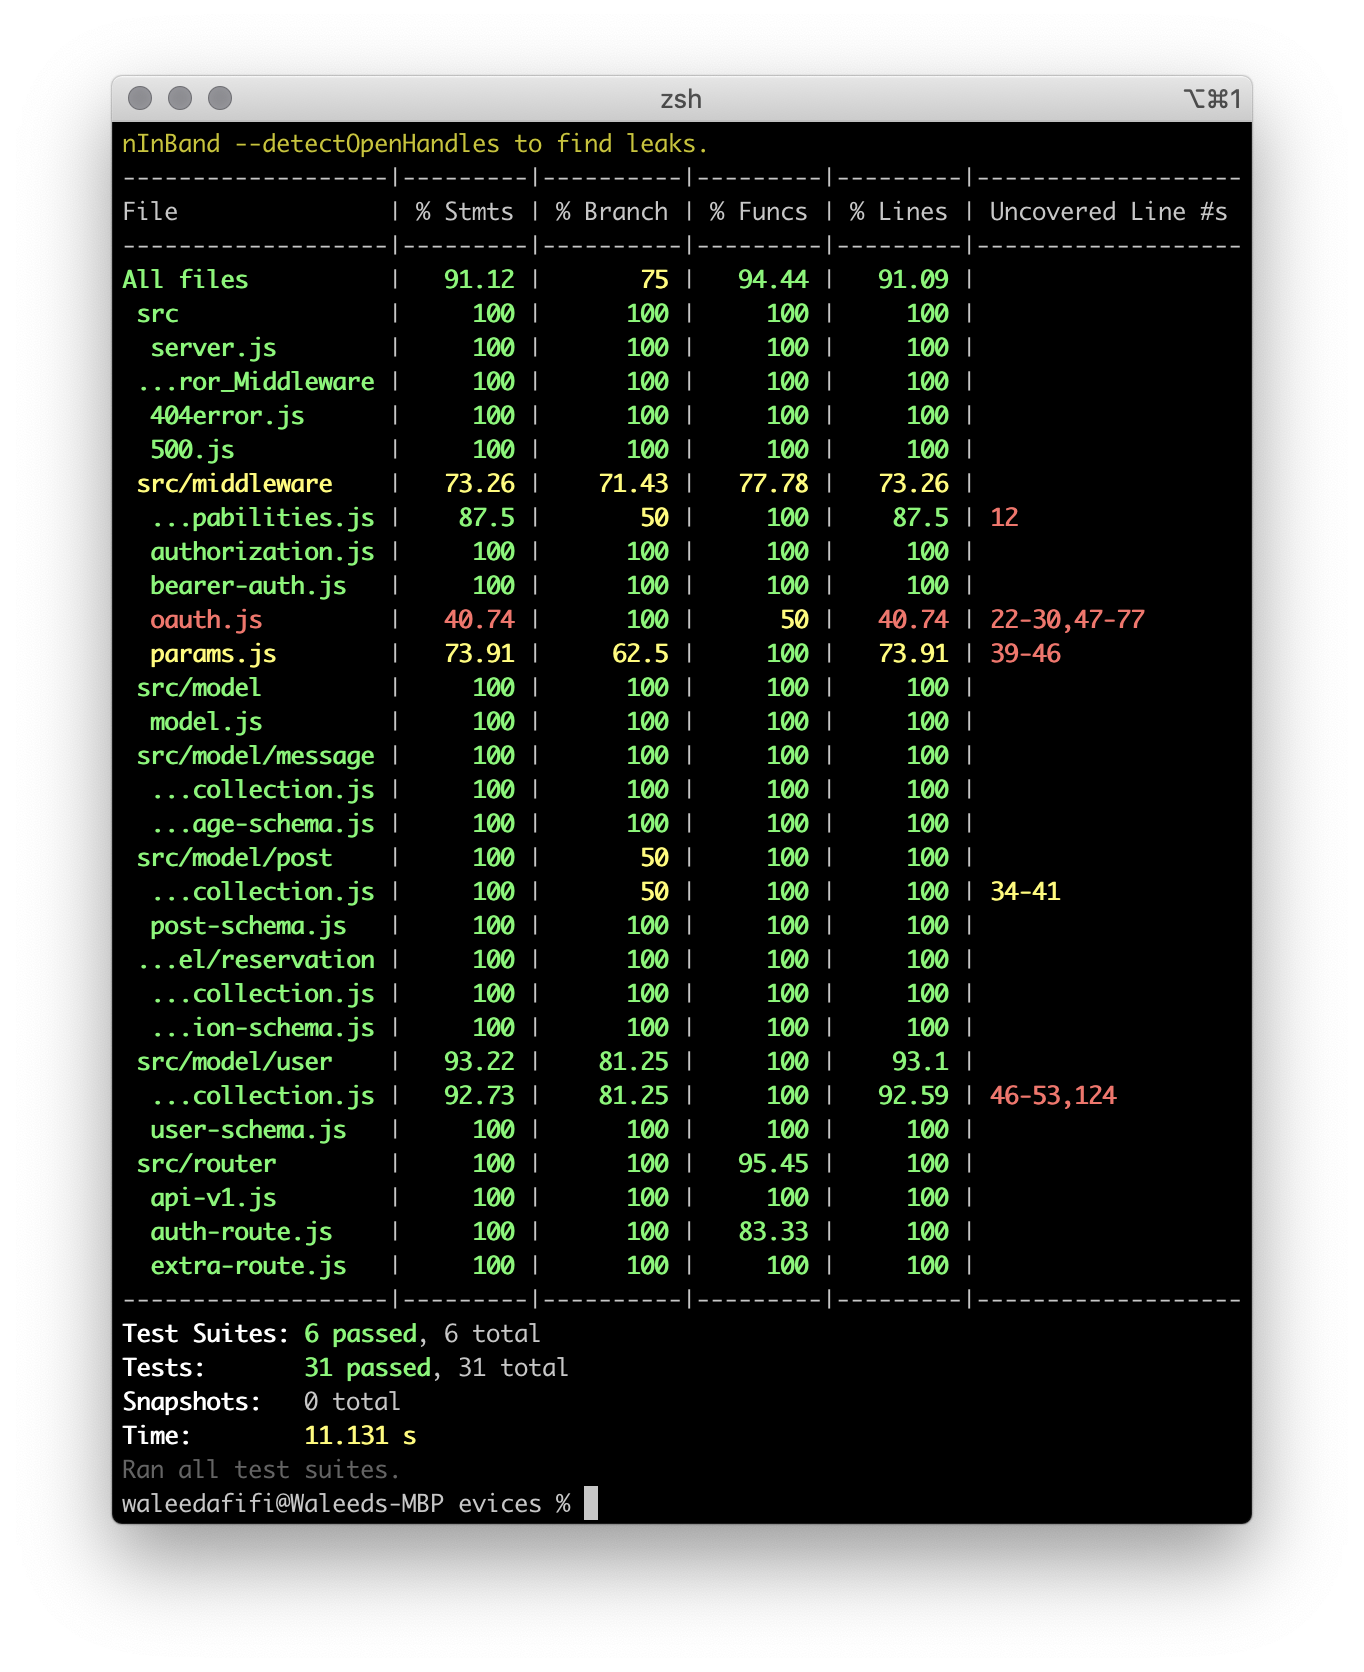 zsh
⌥⌘1
nInBand --detectOpenHandles to find leaks.
-------------------|---------|----------|---------|---------|-------------------
File               | % Stmts | % Branch | % Funcs | % Lines | Uncovered Line #s
-------------------|---------|----------|---------|---------|-------------------
All files          |   91.12 |       75 |   94.44 |   91.09 |
 src               |     100 |      100 |     100 |     100 |
  server.js        |     100 |      100 |     100 |     100 |
 ...ror_Middleware |     100 |      100 |     100 |     100 |
  404error.js      |     100 |      100 |     100 |     100 |
  500.js           |     100 |      100 |     100 |     100 |
 src/middleware    |   73.26 |    71.43 |   77.78 |   73.26 |
  ...pabilities.js |    87.5 |       50 |     100 |    87.5 | 12
  authorization.js |     100 |      100 |     100 |     100 |
  bearer-auth.js   |     100 |      100 |     100 |     100 |
  oauth.js         |   40.74 |      100 |      50 |   40.74 | 22-30,47-77
  params.js        |   73.91 |     62.5 |     100 |   73.91 | 39-46
 src/model         |     100 |      100 |     100 |     100 |
  model.js         |     100 |      100 |     100 |     100 |
 src/model/message |     100 |      100 |     100 |     100 |
  ...collection.js |     100 |      100 |     100 |     100 |
  ...age-schema.js |     100 |      100 |     100 |     100 |
 src/model/post    |     100 |       50 |     100 |     100 |
  ...collection.js |     100 |       50 |     100 |     100 | 34-41
  post-schema.js   |     100 |      100 |     100 |     100 |
 ...el/reservation |     100 |      100 |     100 |     100 |
  ...collection.js |     100 |      100 |     100 |     100 |
  ...ion-schema.js |     100 |      100 |     100 |     100 |
 src/model/user    |   93.22 |    81.25 |     100 |    93.1 |
  ...collection.js |   92.73 |    81.25 |     100 |   92.59 | 46-53,124
  user-schema.js   |     100 |      100 |     100 |     100 |
 src/router        |     100 |      100 |   95.45 |     100 |
  api-v1.js        |     100 |      100 |     100 |     100 |
  auth-route.js    |     100 |      100 |   83.33 |     100 |
  extra-route.js   |     100 |      100 |     100 |     100 |
-------------------|---------|----------|---------|---------|-------------------
Test Suites: 6 passed, 6 total
Tests:       31 passed, 31 total
Snapshots:   0 total
Time:        11.131 s
Ran all test suites.
waleedafifi@Waleeds-MBP evices %